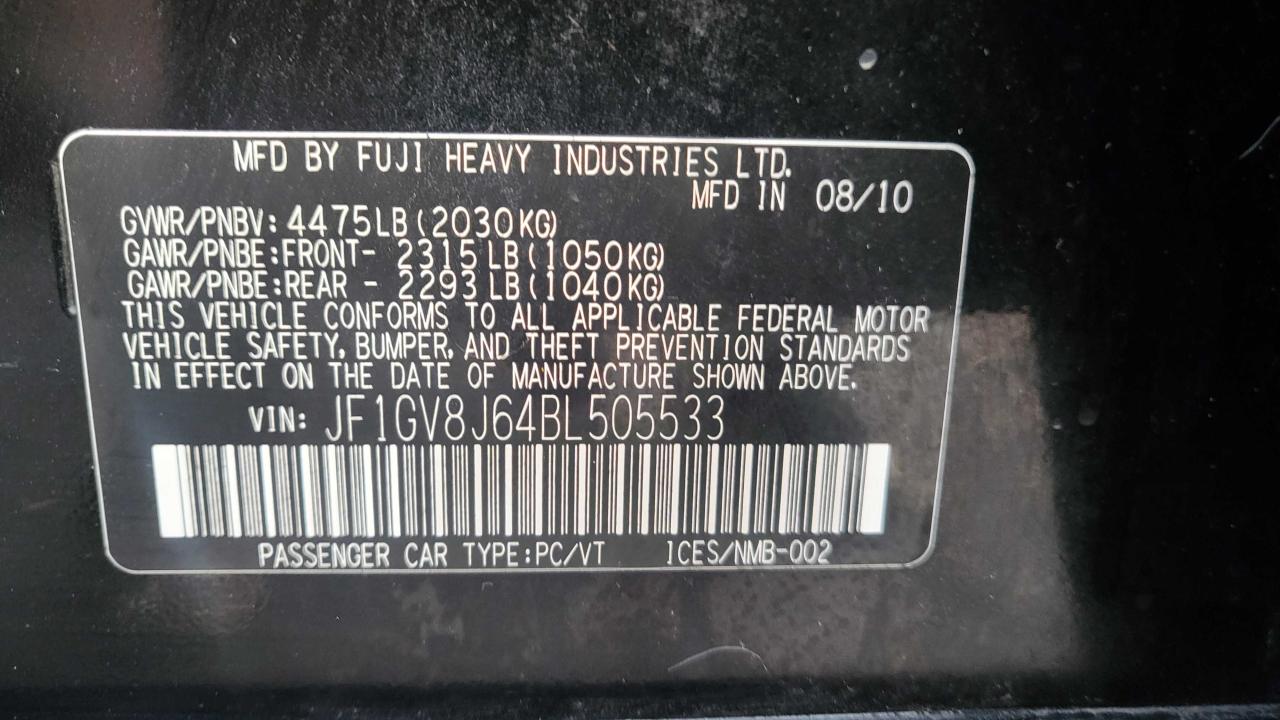 MFD BY FUJI HEAVY INDUSTRIES LTD.
MFD IN 08/10
GVWR/PNBV: 4475LB(2030KG)
GAWR/PNBE:FRONT- 2315LB(1050KG)
GAWR/PNBE:REAR - 2293LB(1040KG)
THIS VEHICLE CONFORMS TO ALL APPLICABLE FEDERAL MOTOR
VEHICLE SAFETY, BUMPER, AND THEFT PREVENTION STANDARDS
IN EFFECT ON THE DATE OF MANUFACTURE SHOWN ABOVE.
VIN: JF1GV8J64BL505533
PASSENGER CAR TYPE:PC/VT ICES/NMB-002